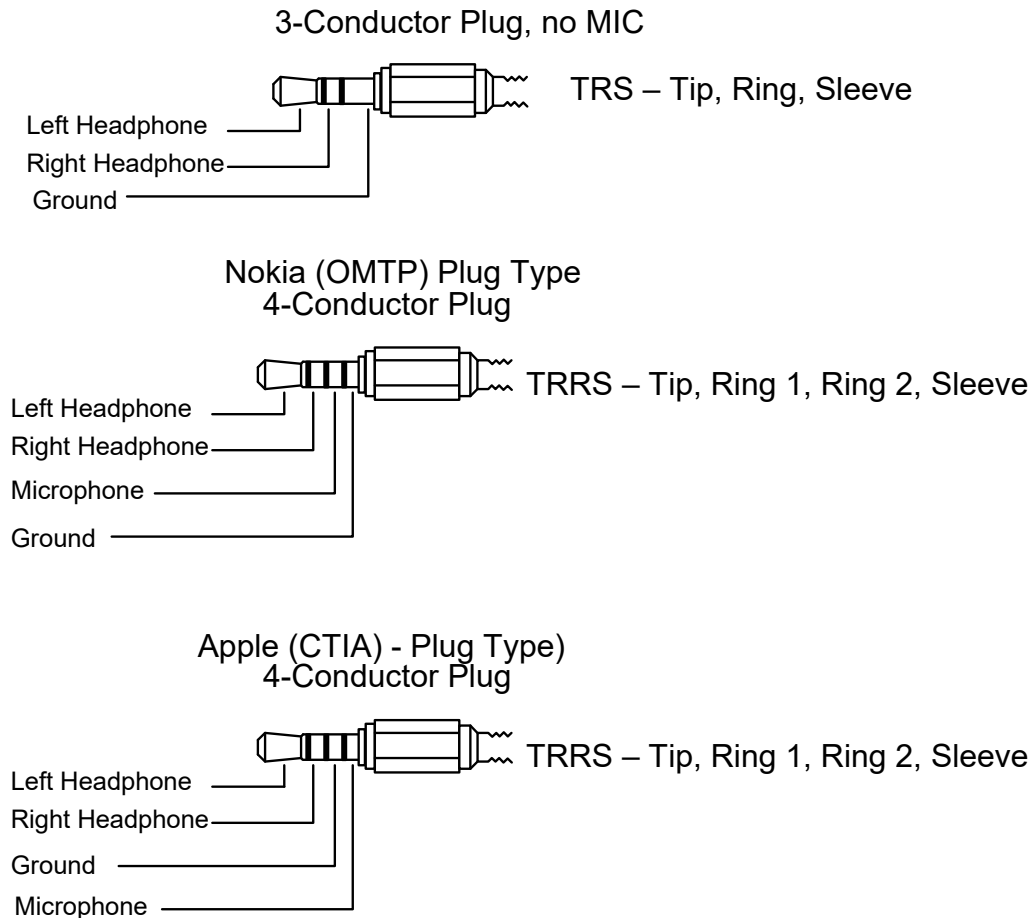 3-Conductor Plug, no MIC
TRS – Tip, Ring, Sleeve
Left Headphone
Right Headphone
Ground
Nokia (OMTP) Plug Type
4-Conductor Plug
TRRS – Tip, Ring 1, Ring 2, Sleeve
Left Headphone
Right Headphone
Microphone
Ground
Apple (CTIA) - Plug Type)
4-Conductor Plug
TRRS – Tip, Ring 1, Ring 2, Sleeve
Left Headphone
Right Headphone
Ground
Microphone